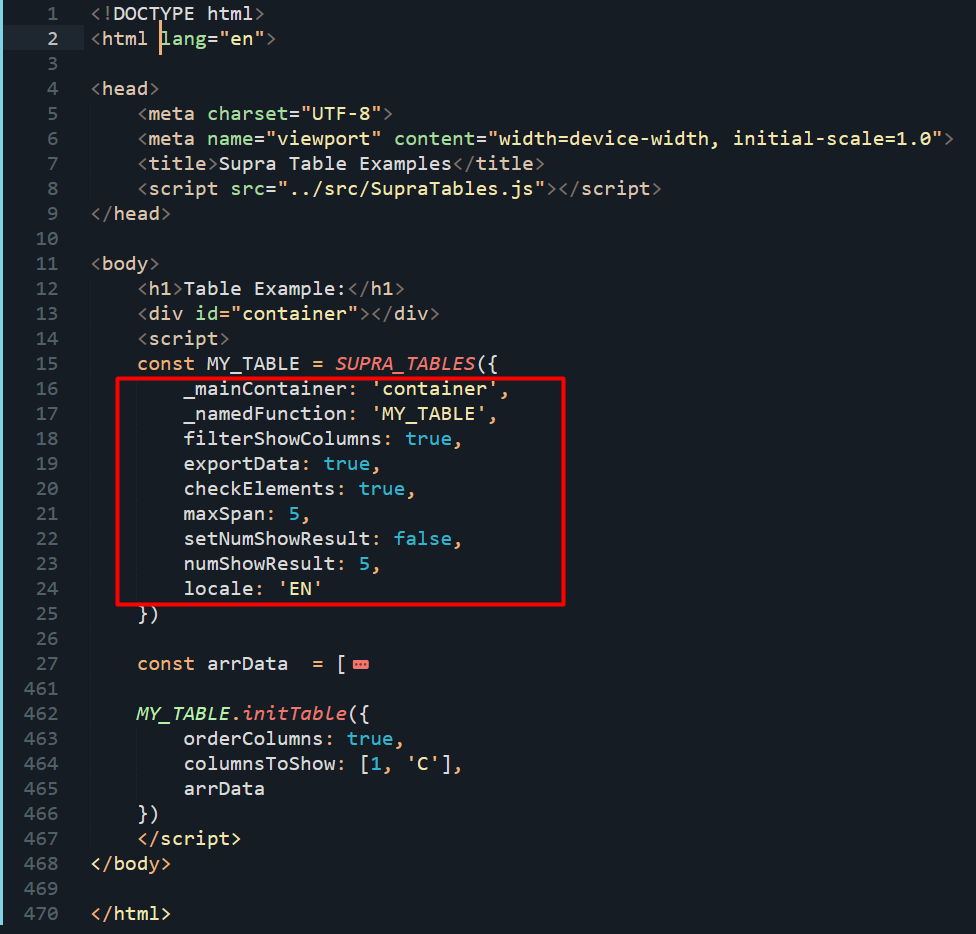 1 <!DOCTYPE html>
2 <html lang="en">
3
4 <head>
5     <meta charset="UTF-8">
6     <meta name="viewport" content="width=device-width, initial-scale=1.0">
7     <title>Supra Table Examples</title>
8     <script src="../src/SupraTables.js"></script>
9 </head>
10
11 <body>
12     <h1>Table Example:</h1>
13     <div id="container"></div>
14     <script>
15     const MY_TABLE = SUPRA_TABLES({
16         _mainContainer: 'container',
17         _namedFunction: 'MY_TABLE',
18         filterShowColumns: true,
19         exportData: true,
20         checkElements: true,
21         maxSpan: 5,
22         setNumShowResult: false,
23         numShowResult: 5,
24         locale: 'EN'
25     })
26
27     const arrData  = [
461
462     MY_TABLE.initTable({
463         orderColumns: true,
464         columnsToShow: [1, 'C'],
465         arrData
466     })
467     </script>
468 </body>
469
470 </html>